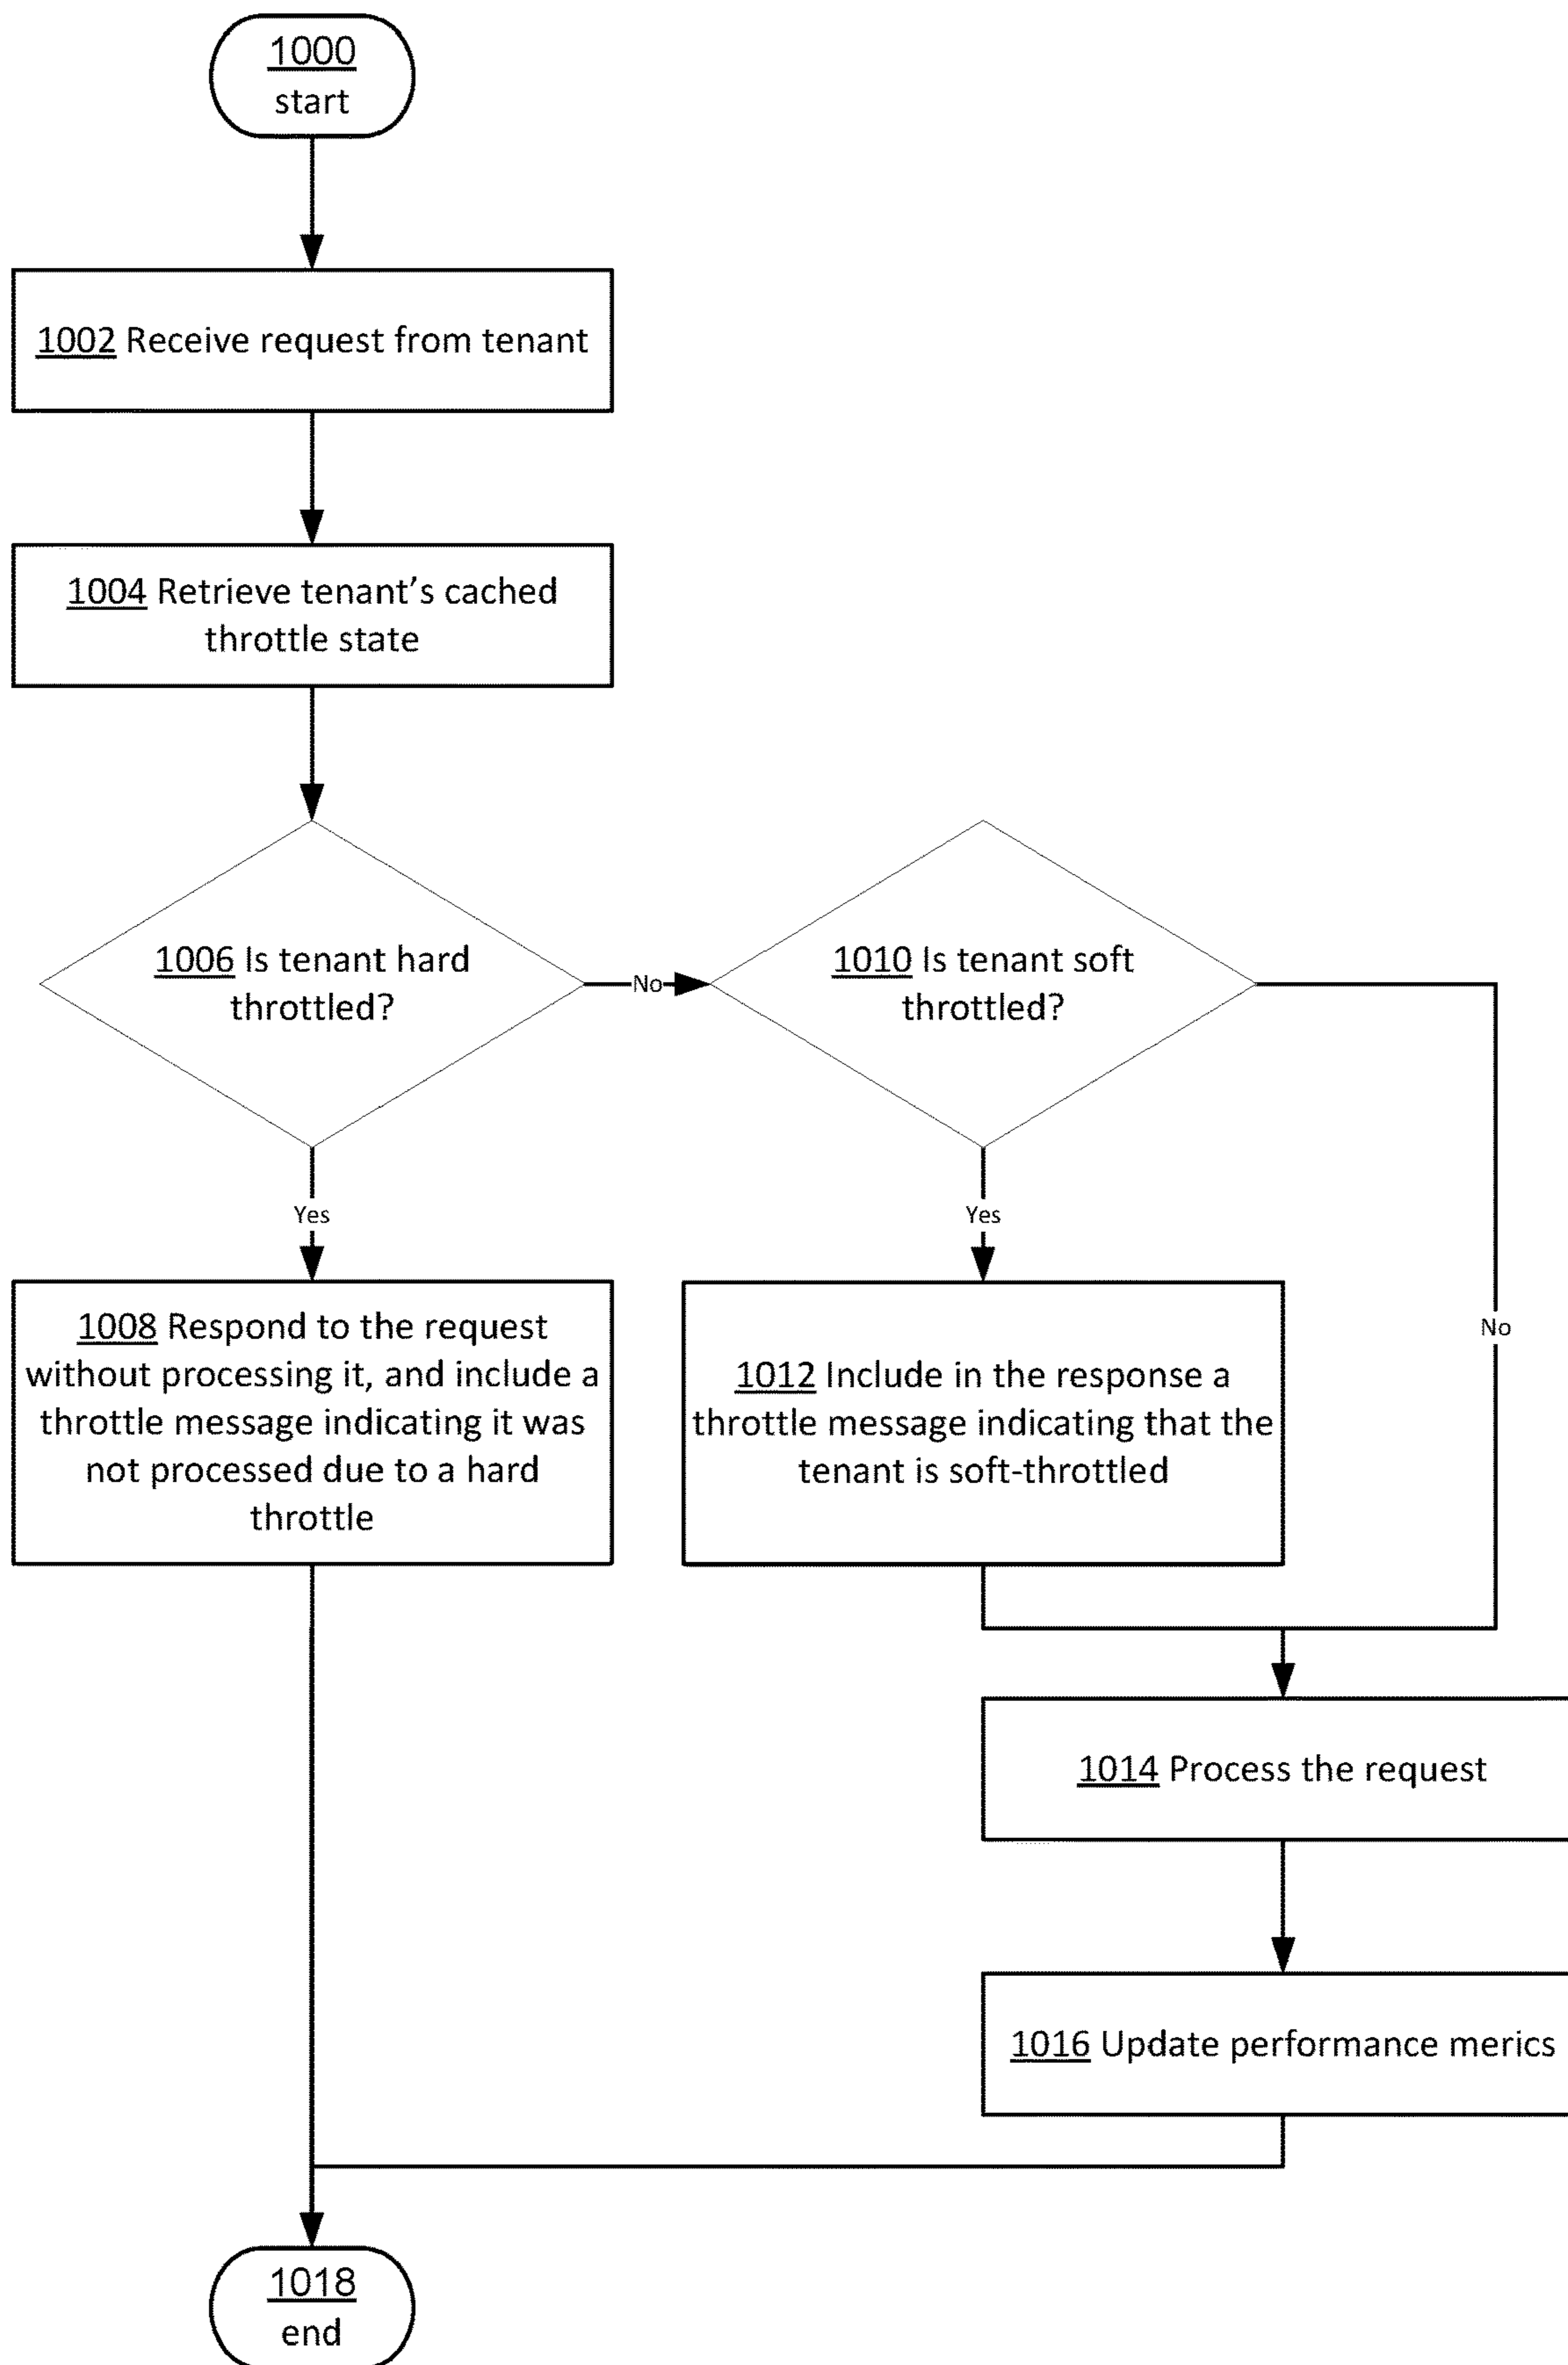 1000
start
1002 Receive request from tenant
1004 Retrieve tenant’s cached
throttle state
1006 Is tenant hard
throttled?
No
1010 Is tenant soft
throttled?
Yes
Yes
1008 Respond to the request
without processing it, and include a
throttle message indicating it was
not processed due to a hard
throttle
1012 Include in the response a
throttle message indicating that the
tenant is soft-throttled
No
1014 Process the request
1016 Update performance merics
1018
end